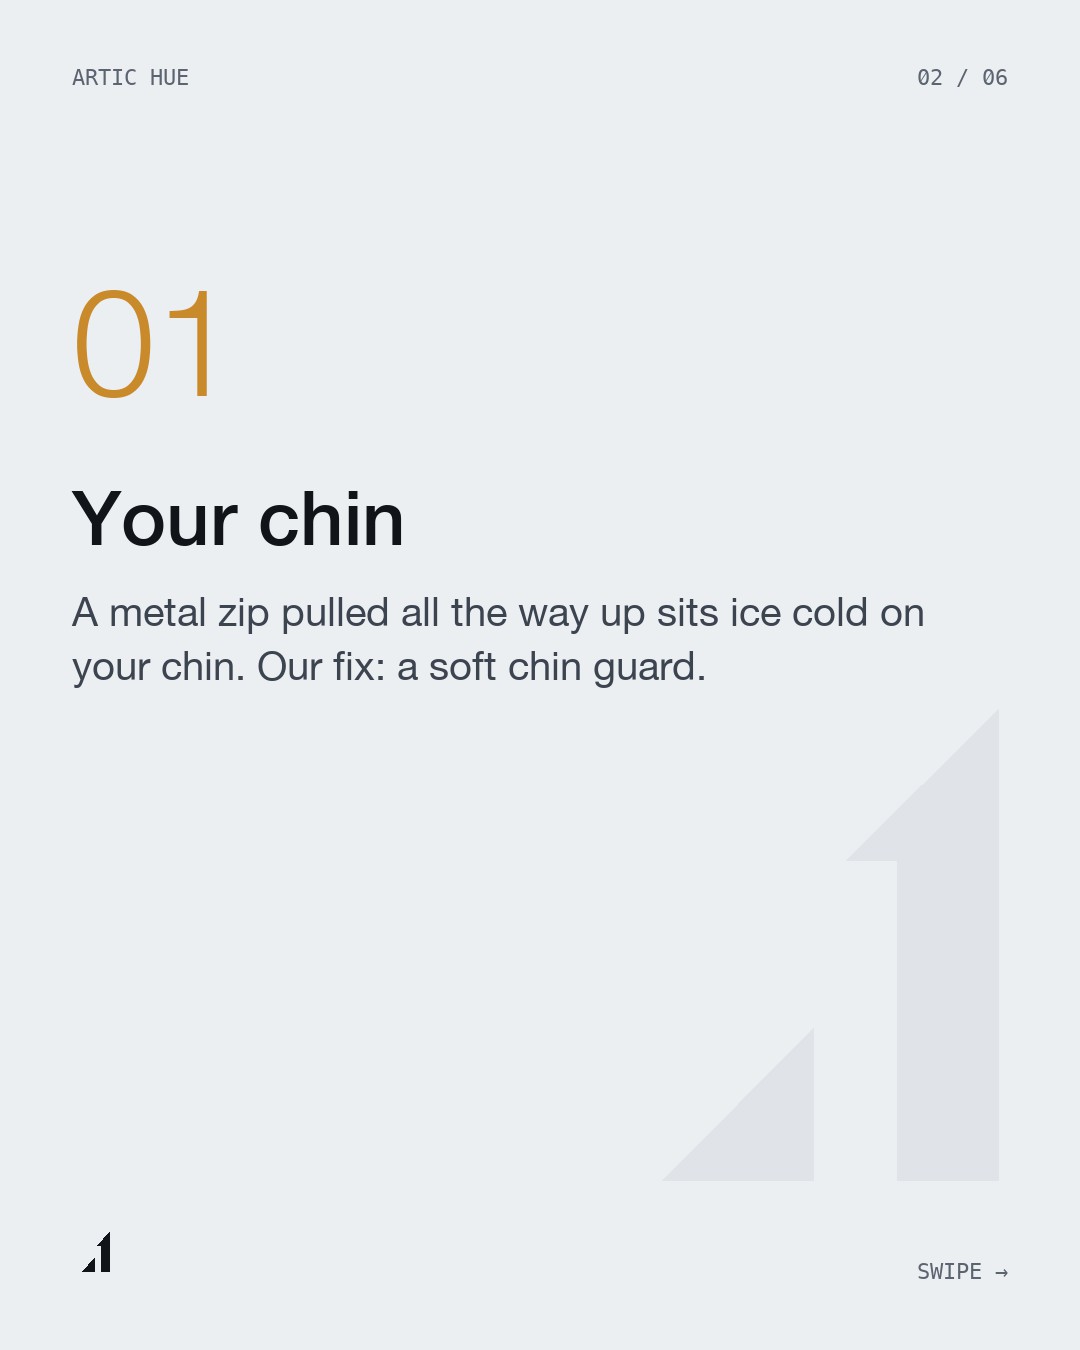 ARTIC HUE
02 / 06
01
Your chin
A metal zip pulled all the way up sits ice cold on
your chin. Our fix: a soft chin guard.
SWIPE →